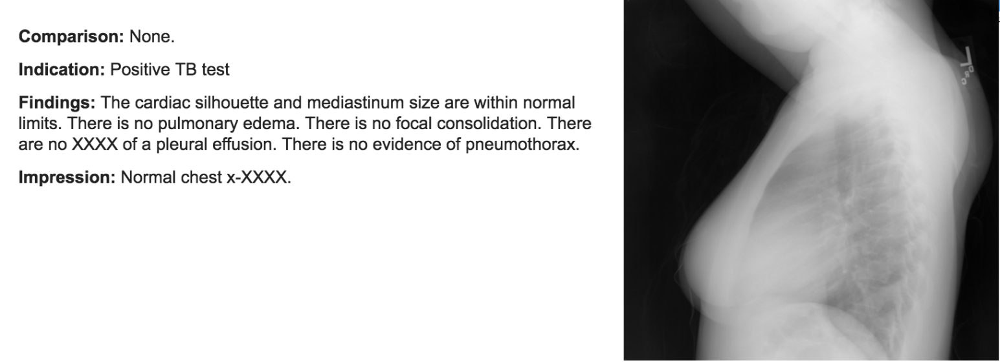 Comparison: None.
Indication: Positive TB test
Findings: The cardiac silhouette and mediastinum size are within normal
limits. There is no pulmonary edema. There is no focal consolidation. There
are no XXXX of a pleural effusion. There is no evidence of pneumothorax.
Impression: Normal chest x-XXXX.
L